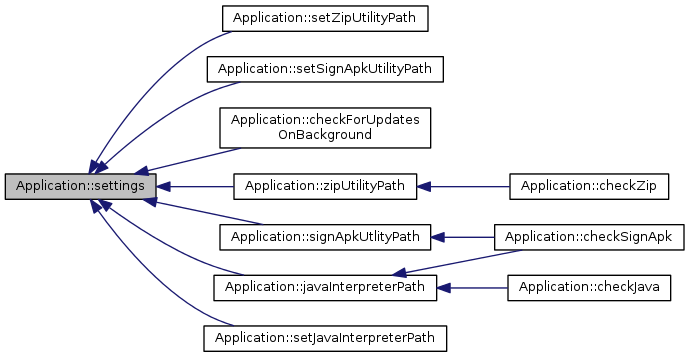 Application::setZipUtilityPath
Application::setSignApkUtilityPath
Application::checkForUpdates
OnBackground
Application::settings
Application::zipUtilityPath
Application::checkZip
Application::signApkUtlityPath
Application::checkSignApk
Application::javaInterpreterPath
Application::checkJava
Application::setJavaInterpreterPath